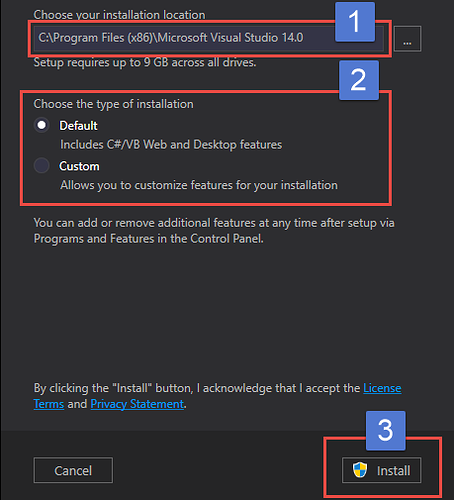 Choose your installation location
1
C:\Program Files (x86)\Microsoft Visual Studio 14.0
...
Setup requires up to 9 GB across all drives.
2
Choose the type of installation
Default
Includes C#/VB Web and Desktop features
Custom
Allows you to customize features for your installation
You can add or remove additional features at any time after setup via
Programs and Features in the Control Panel.
By clicking the "Install" button, I acknowledge that I accept the License
Terms and Privacy Statement.
3
Cancel
Install